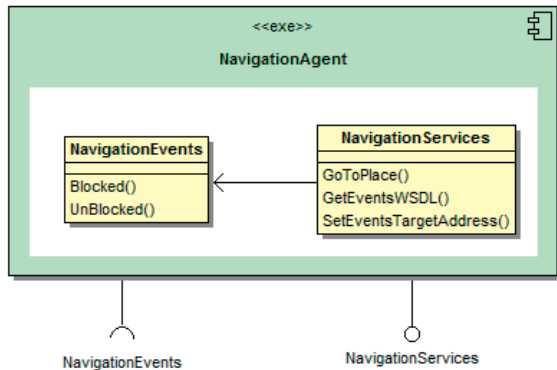 <<exe>>
NavigationAgent
NavigationEvents
Blocked()
UnBlocked()
NavigationServices
GoToPlace()
GetEventsWSDL()
SetEventsTargetAddress()
NavigationEvents
NavigationServices